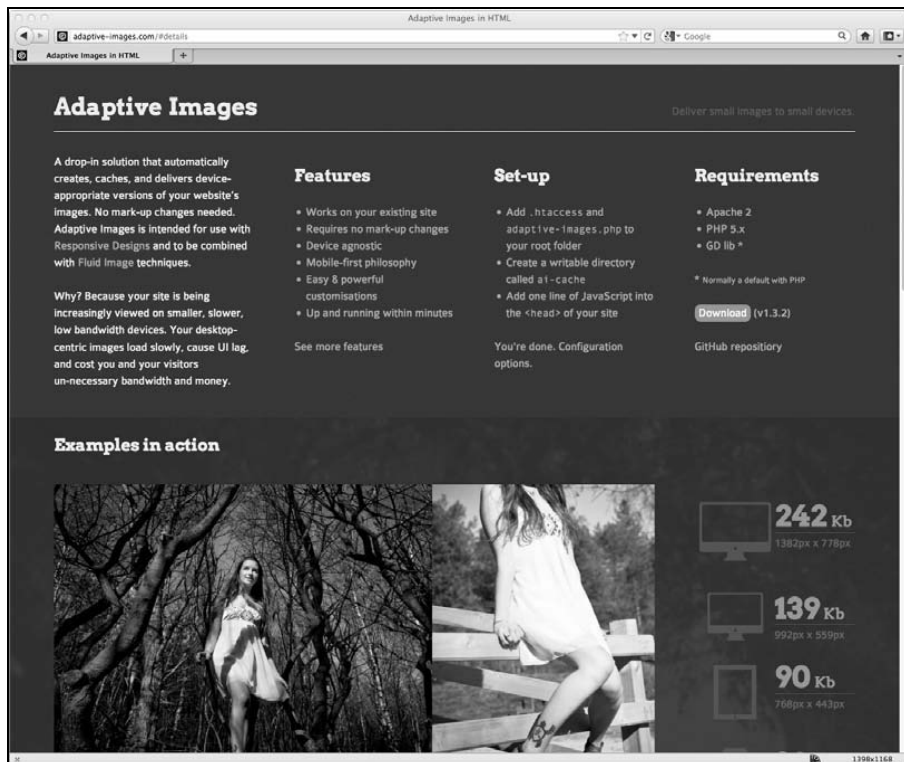 Adaptive Images in HTML
adaptive-images.com/#details
Google
Adaptive Images in HTML
Adaptive Images
Deliver small images to small devices.
A drop-in solution that automatically
creates, caches, and delivers device-
appropriate versions of your website's
images. No mark-up changes needed.
Adaptive Images is intended for use with
Responsive Designs and to be combined
with Fluid Image techniques.
Why? Because your site is being
increasingly viewed on smaller, slower,
low bandwidth devices. Your desktop-
centric images load slowly, cause UI lag,
and cost you and your visitors
un-necessary bandwidth and money.
Features
• Works on your existing site
• Requires no mark-up changes
• Device agnostic
• Mobile-first philosophy
• Easy & powerful
customisations
• Up and running within minutes
See more features
Set-up
• Add .htaccess and
adaptive-images.php to
your root folder
• Create a writable directory
called ai-cache
• Add one line of JavaScript into
the <head> of your site
You're done. Configuration
options.
Requirements
• Apache 2
• PHP 5.x
• GD lib *
* Normally a default with PHP
Download (v1.3.2)
GitHub repositiory
Examples in action
242 Kb
1382px x 778px
139 Kb
992px x 559px
90 Kb
768px x 443px
1398x1168